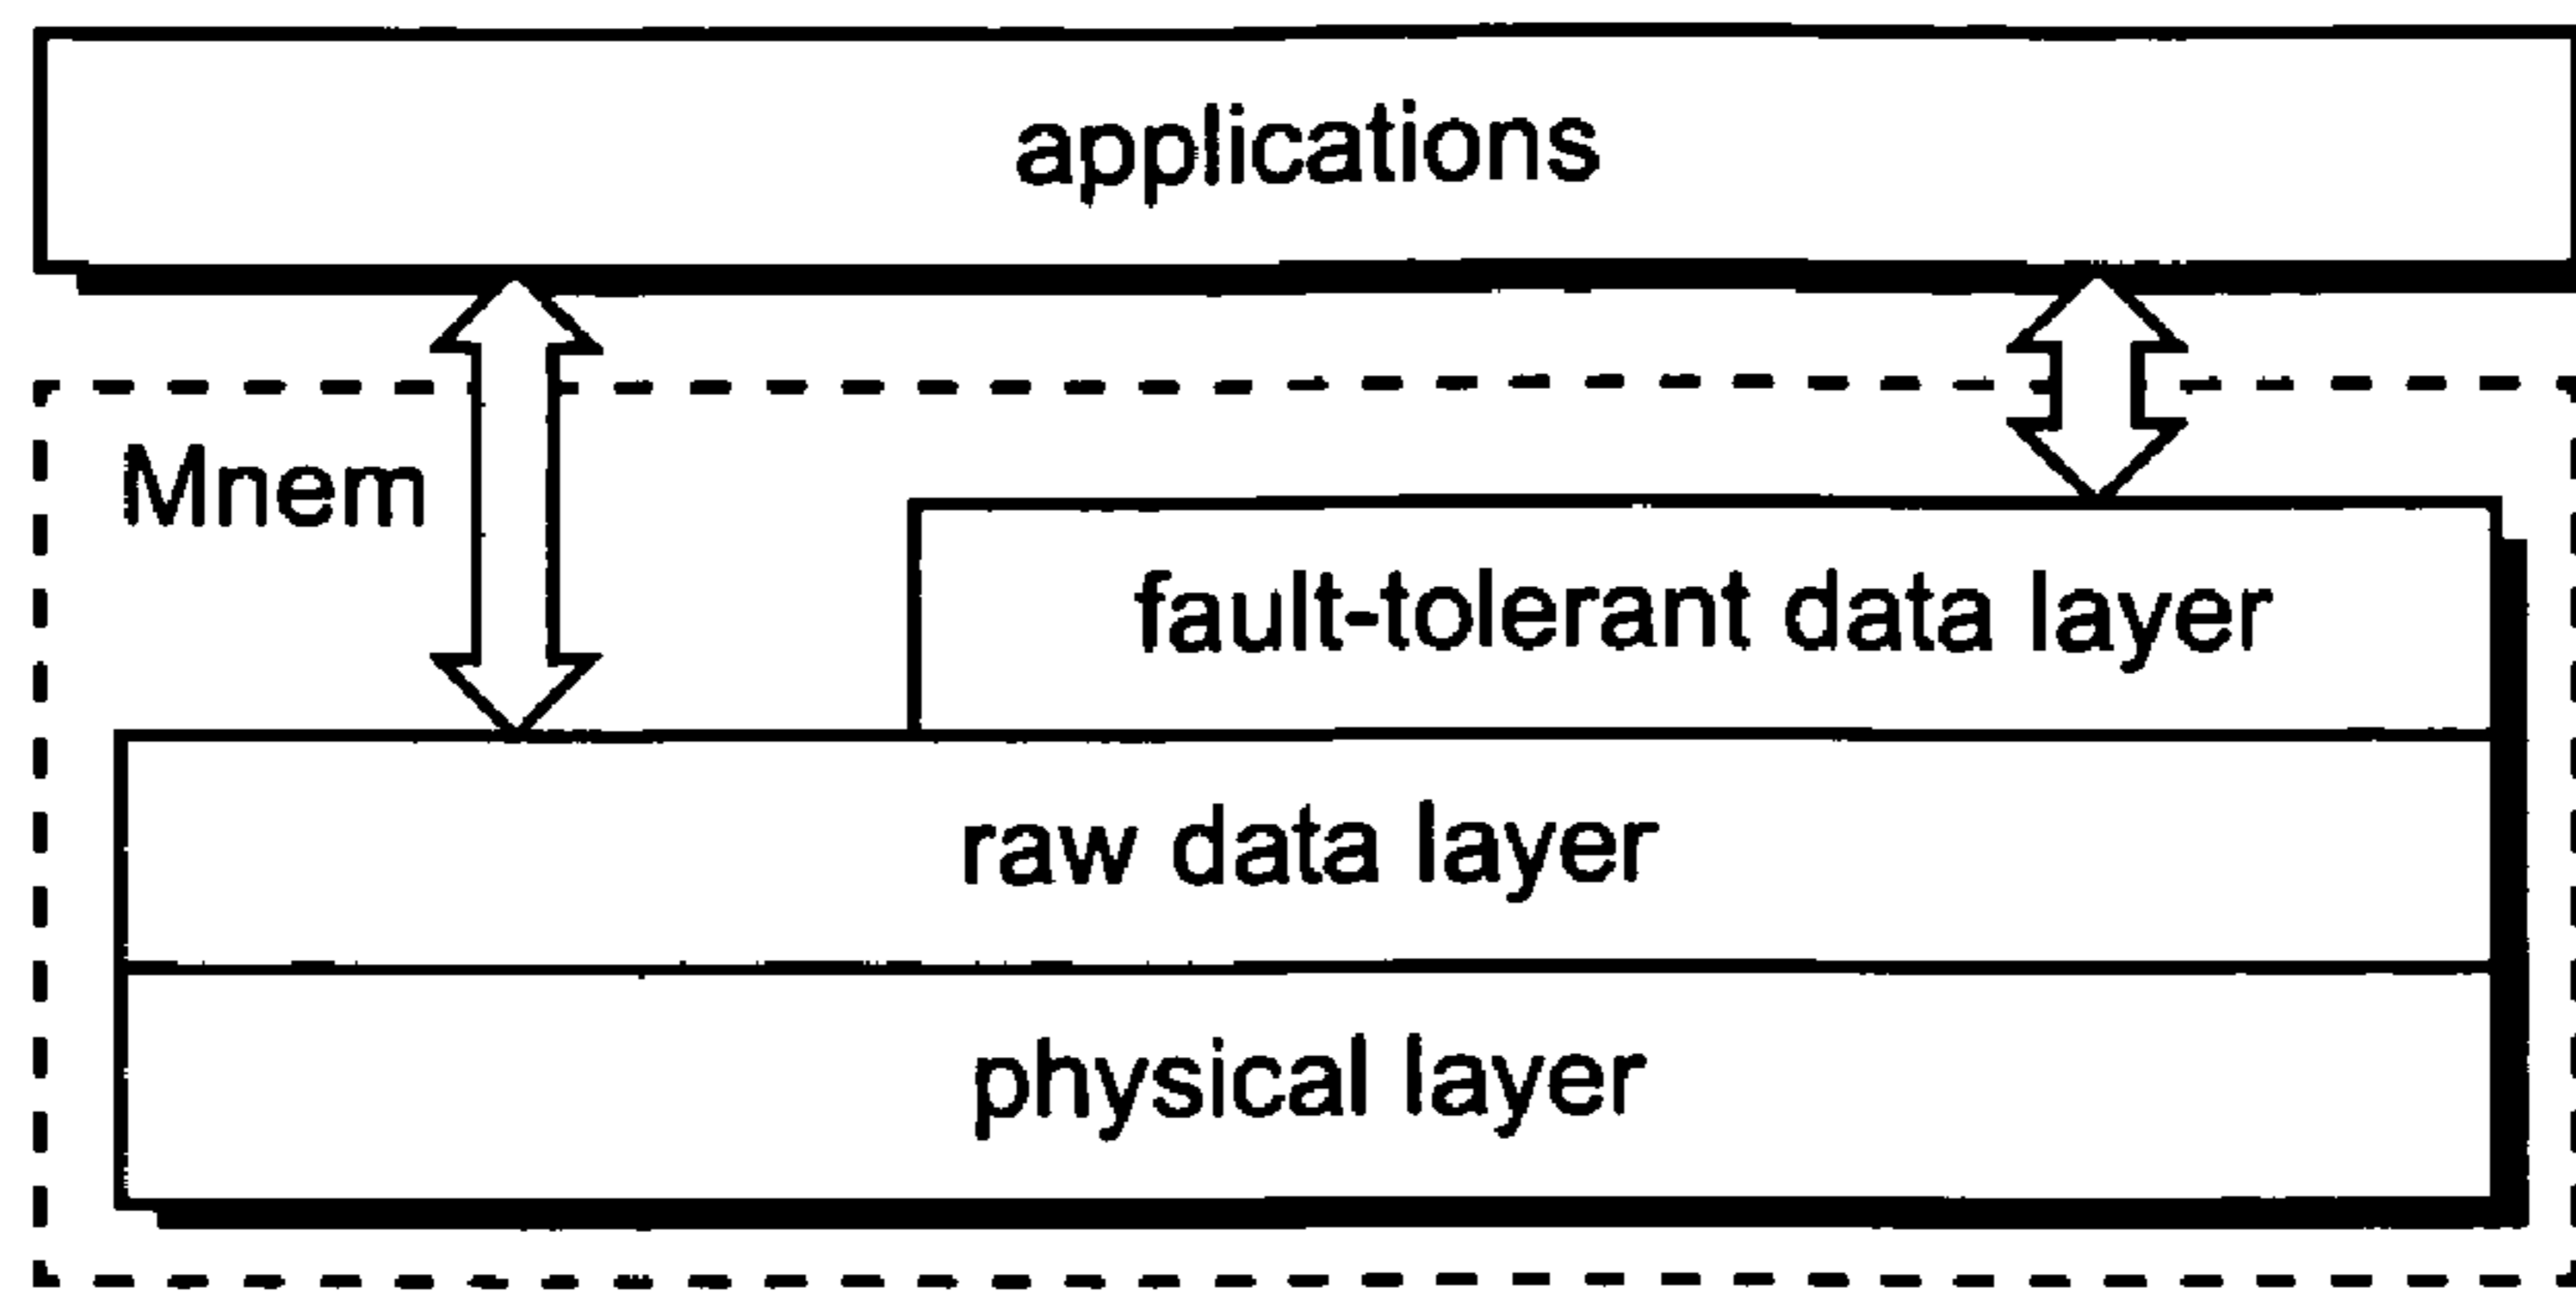 applications
Mnem
fault-tolerant data layer
raw data layer
physical layer